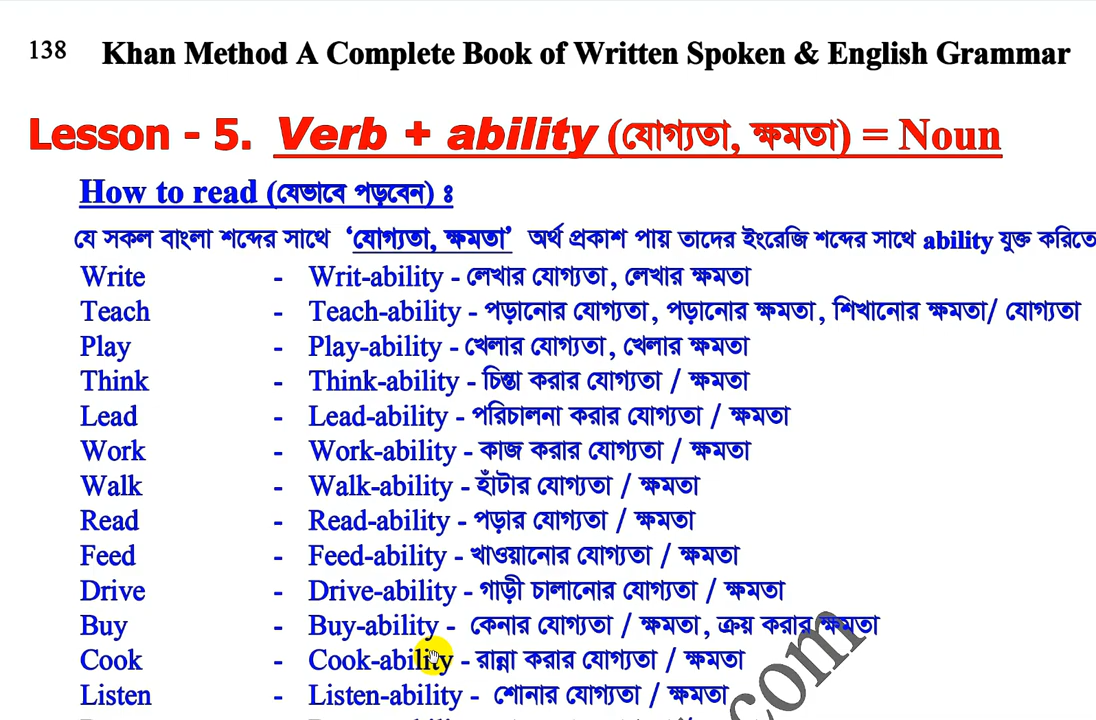 138 Khan Method A Complete Book of Written Spoken & English Grammar
Lesson - 5. Verb + ability (যোগ্যতা, ক্ষমতা) = Noun
How to read (যেভাবে পড়বেন) ঃ
যে সকল বাংলা শব্দের সাথে ‘যোগ্যতা, ক্ষমতা’ অর্থ প্রকাশ পায় তাদের ইংরেজি শব্দের সাথে ability যুক্ত করিতে
Write - Writ-ability - লেখার যোগ্যতা, লেখার ক্ষমতা
Teach - Teach-ability - পড়ানোর যোগ্যতা, পড়ানোর ক্ষমতা, শিখানোর ক্ষমতা/ যোগ্যতা
Play - Play-ability - খেলার যোগ্যতা, খেলার ক্ষমতা
Think - Think-ability - চিন্তা করার যোগ্যতা / ক্ষমতা
Lead - Lead-ability - পরিচালনা করার যোগ্যতা / ক্ষমতা
Work - Work-ability - কাজ করার যোগ্যতা / ক্ষমতা
Walk - Walk-ability - হাঁটার যোগ্যতা / ক্ষমতা
Read - Read-ability - পড়ার যোগ্যতা / ক্ষমতা
Feed - Feed-ability - খাওয়ানোর যোগ্যতা / ক্ষমতা
Drive - Drive-ability - গাড়ী চালানোর যোগ্যতা / ক্ষমতা
Buy - Buy-ability - কেনার যোগ্যতা / ক্ষমতা, ক্রয় করার ক্ষমতা
Cook - Cook-ability - রান্না করার যোগ্যতা / ক্ষমতা
Listen - Listen-ability - শোনার যোগ্যতা / ক্ষমতা
.com